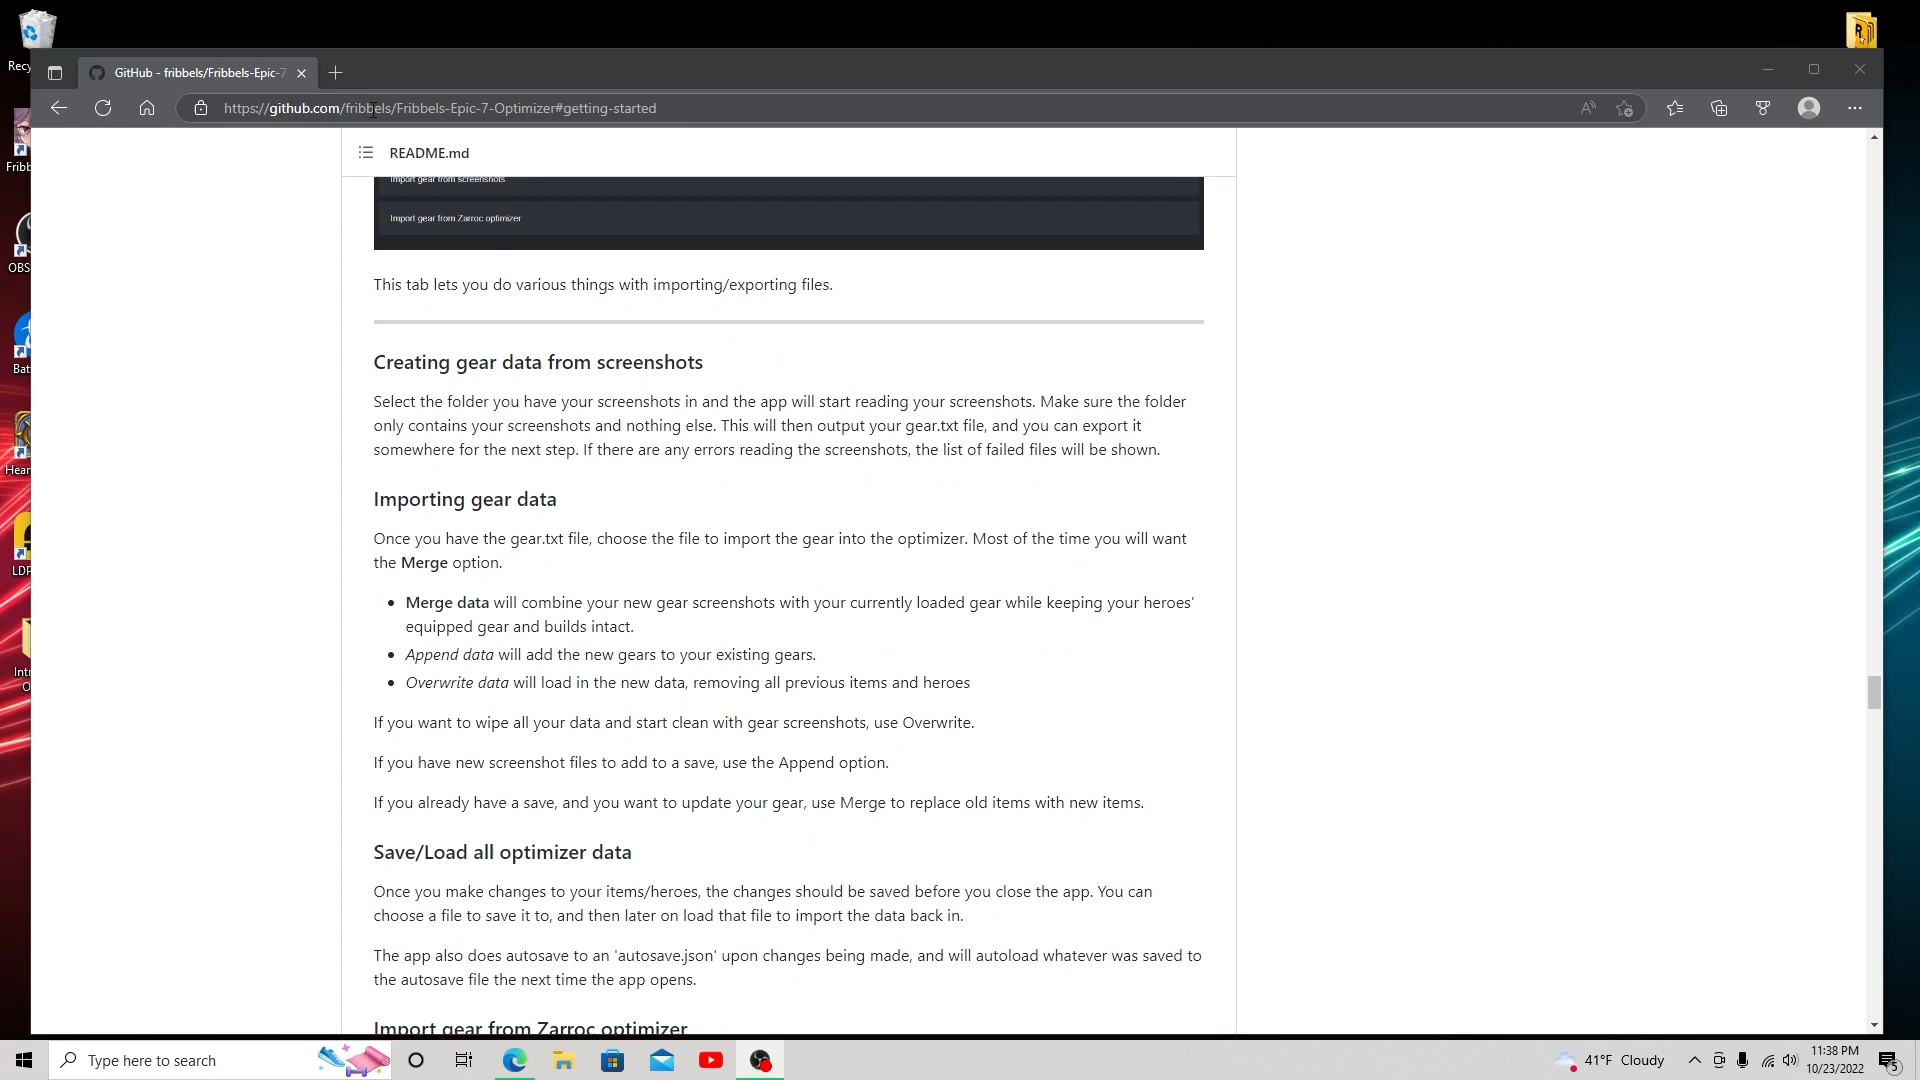 Recy
GitHub - fribbels/Fribbels-Epic-7
https://github.com/fribbels/Fribbels-Epic-7-Optimizer#getting-started
README.md
Import gear from screenshots
Import gear from Zarroc optimizer
This tab lets you do various things with importing/exporting files.
Creating gear data from screenshots
Select the folder you have your screenshots in and the app will start reading your screenshots. Make sure the folder
only contains your screenshots and nothing else. This will then output your gear.txt file, and you can export it
somewhere for the next step. If there are any errors reading the screenshots, the list of failed files will be shown.
Importing gear data
Once you have the gear.txt file, choose the file to import the gear into the optimizer. Most of the time you will want
the Merge option.
Merge data will combine your new gear screenshots with your currently loaded gear while keeping your heroes'
equipped gear and builds intact.
Append data will add the new gears to your existing gears.
Overwrite data will load in the new data, removing all previous items and heroes
If you want to wipe all your data and start clean with gear screenshots, use Overwrite.
If you have new screenshot files to add to a save, use the Append option.
If you already have a save, and you want to update your gear, use Merge to replace old items with new items.
Save/Load all optimizer data
Once you make changes to your items/heroes, the changes should be saved before you close the app. You can
choose a file to save it to, and then later on load that file to import the data back in.
The app also does autosave to an 'autosave.json' upon changes being made, and will autoload whatever was saved to
the autosave file the next time the app opens.
Import gear from Zarroc optimizer
Fribb
OBS
Bat
Hear
LDP
Int
O
Type here to search
41°F Cloudy
11:38 PM
10/23/2022
5